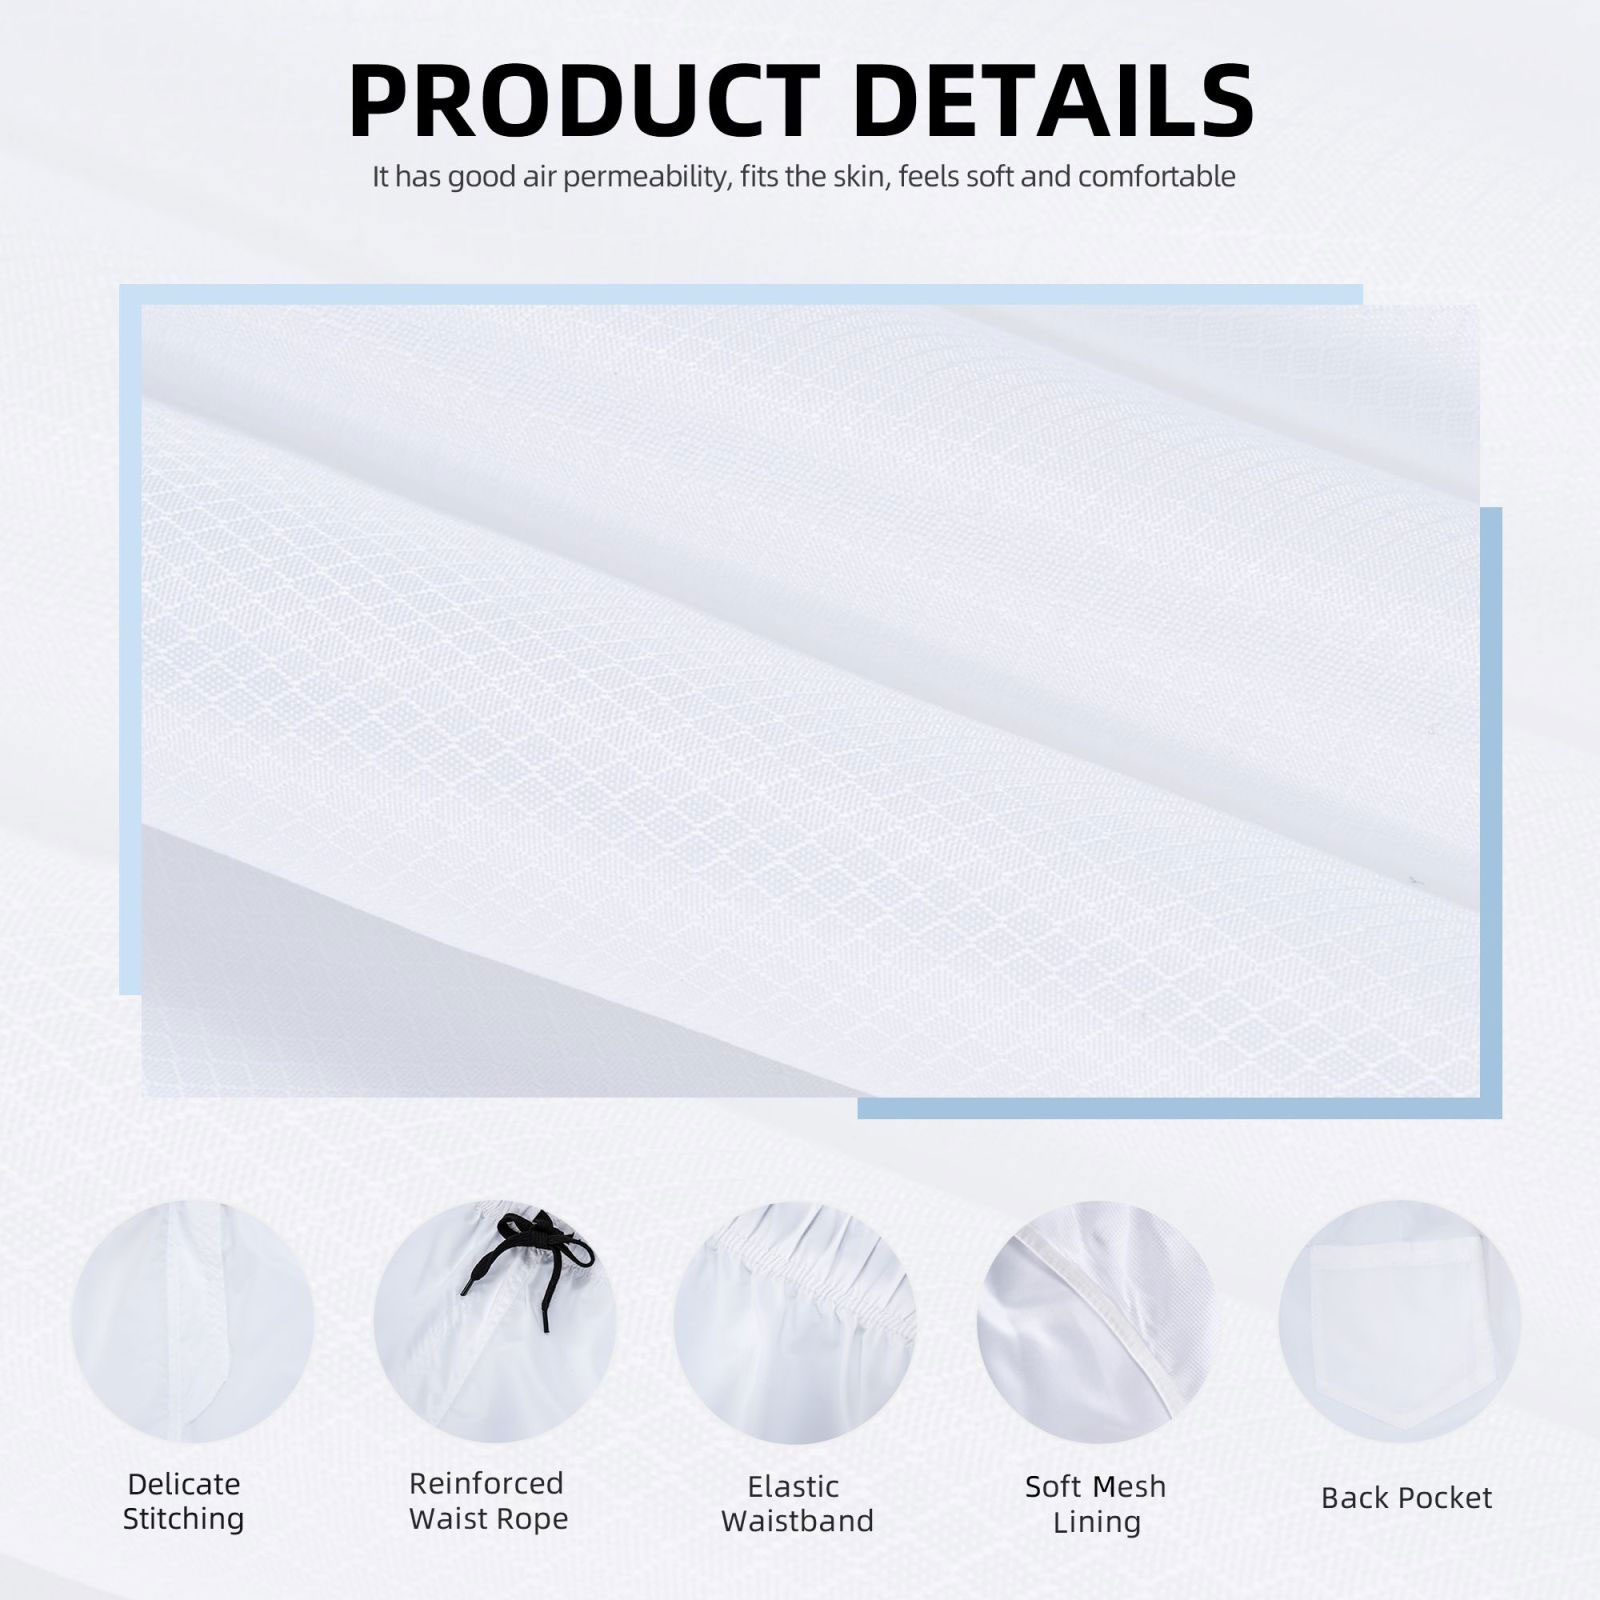 PRODUCT DETAILS
It has good air permeability, fits the skin, feels soft and comfortable
Delicate
Stitching
Reinforced
Waist Rope
Elastic
Waistband
Soft Mesh
Lining
Back Pocket